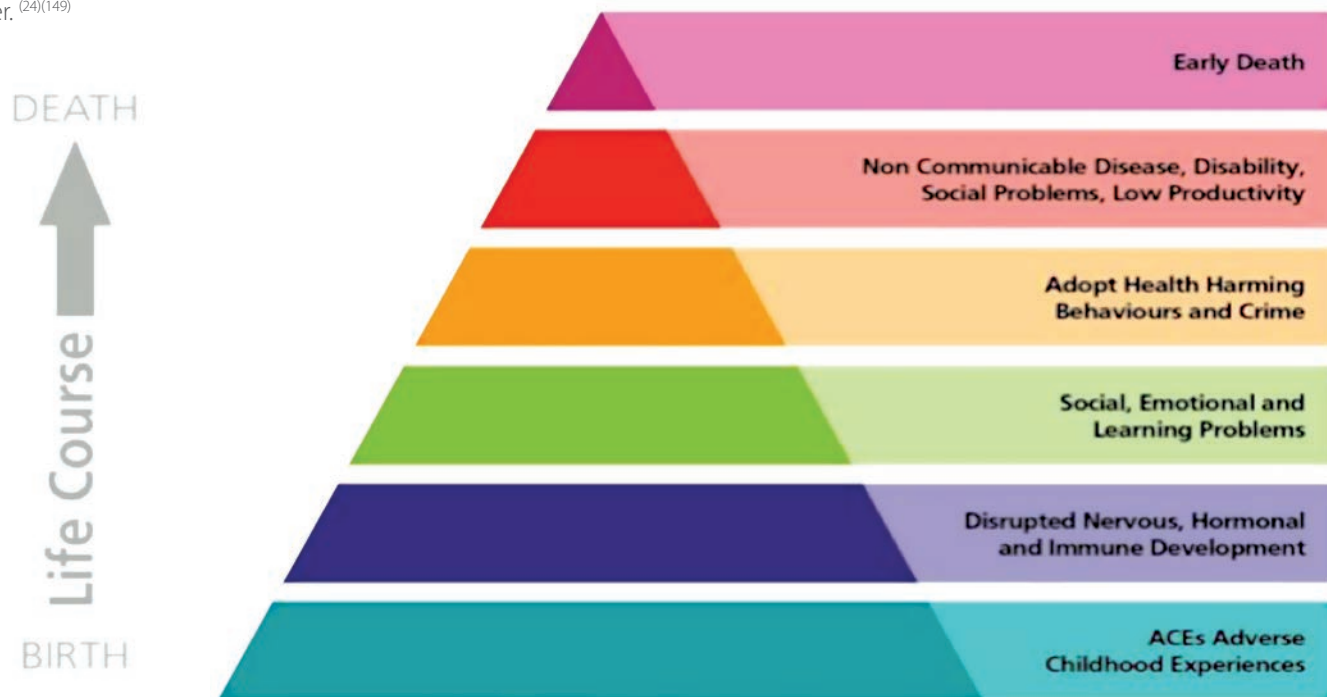 er. (24)(149)
DEATH
Life Course
BIRTH
Early Death
Non Communicable Disease, Disability,
Social Problems, Low Productivity
Adopt Health Harming
Behaviours and Crime
Social, Emotional and
Learning Problems
Disrupted Nervous, Hormonal
and Immune Development
ACEs Adverse
Childhood Experiences